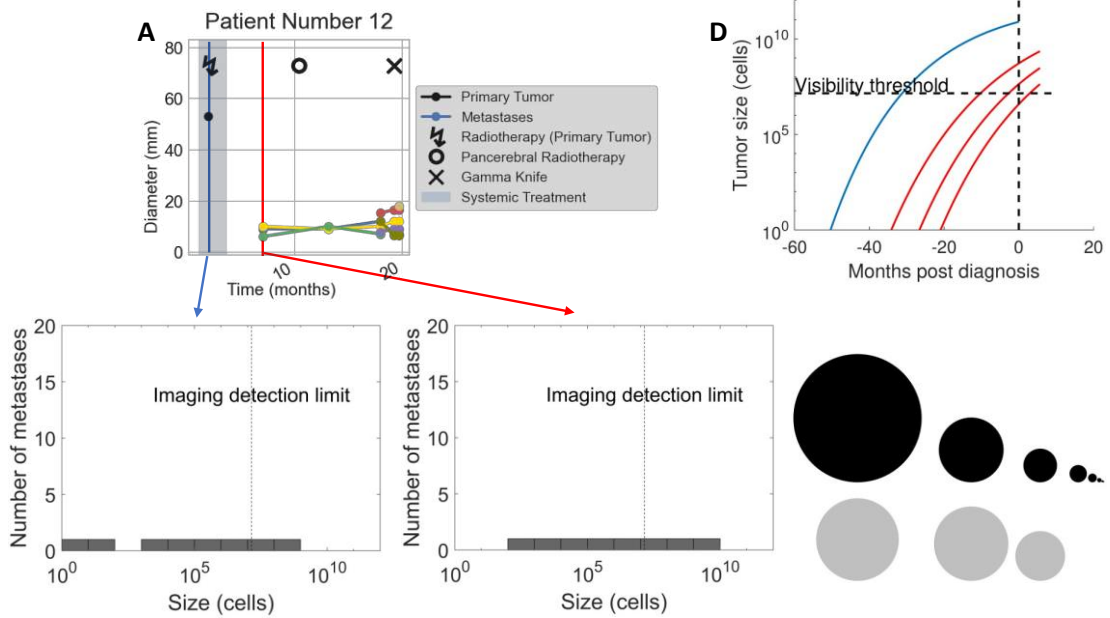 A
Patient Number 12
80
60
40
20
0
Diameter (mm)
10
20
Time (months)
Primary Tumor
Metastases
Radiotherapy (Primary Tumor)
Pancerebral Radiotherapy
Gamma Knife
Systemic Treatment
D
10^10
10^5
10^0
Tumor size (cells)
Visibility threshold
-60
-40
-20
0
20
Months post diagnosis
20
15
10
5
0
Number of metastases
Imaging detection limit
10^0
10^5
10^10
Size (cells)
20
15
10
5
0
Number of metastases
Imaging detection limit
10^0
10^5
10^10
Size (cells)